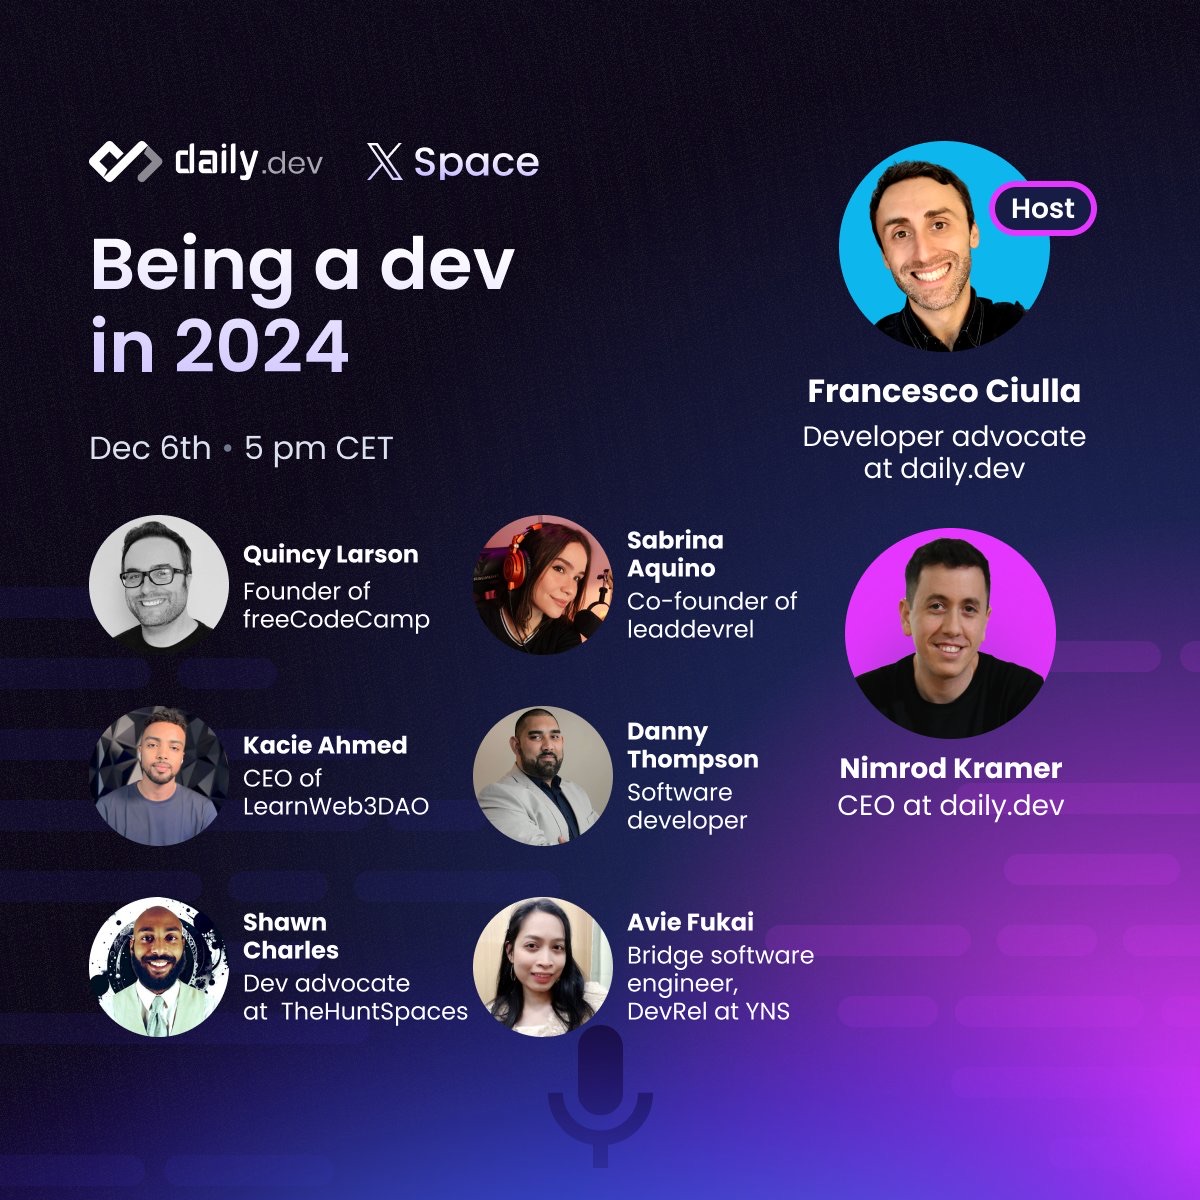 daily.dev X Space
Being a dev
in 2024
Dec 6th • 5 pm CET
Host
Francesco Ciulla
Developer advocate
at daily.dev
Quincy Larson
Founder of
freeCodeCamp
Sabrina
Aquino
Co-founder of
leaddevrel
Nimrod Kramer
CEO at daily.dev
Kacie Ahmed
CEO of
LearnWeb3DAO
Danny
Thompson
Software
developer
Shawn
Charles
Dev advocate
at TheHuntSpaces
Avie Fukai
Bridge software
engineer,
DevRel at YNS